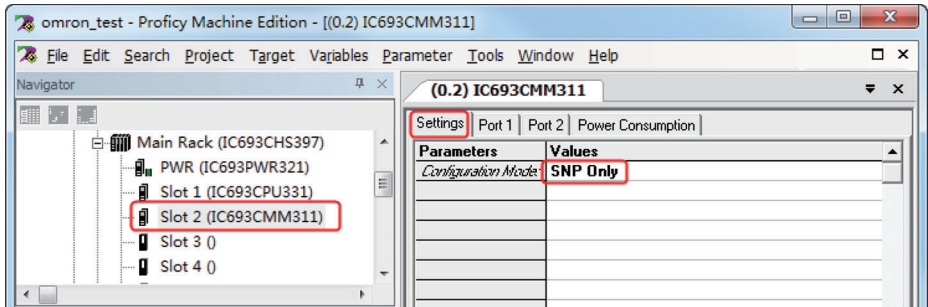 omron_test - Proficy Machine Edition - [(0.2) IC693CMM311]
File Edit Search Project Target Variables Parameter Tools Window Help
Navigator
Main Rack (IC693CHS397)
PWR (IC693PWR321)
Slot 1 (IC693CPU331)
Slot 2 (IC693CMM311)
Slot 3 ()
Slot 4 ()
(0.2) IC693CMM311
Settings Port 1 Port 2 Power Consumption
Parameters Values
Configuration Mode: SNP Only